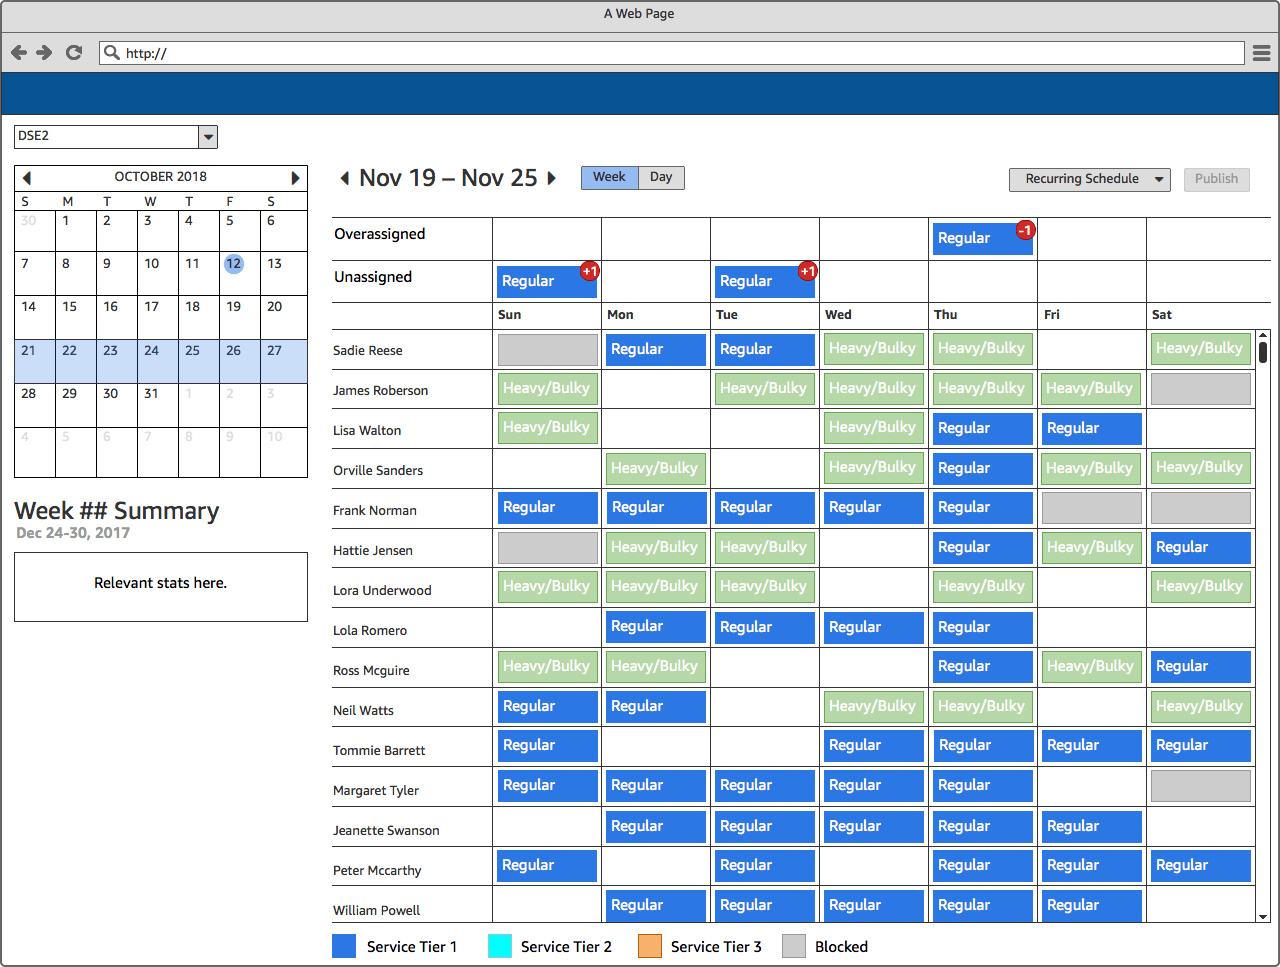 A Web Page
http://
DSE2
OCTOBER 2018
S M T W T F S
30 1 2 3 4 5 6
7 8 9 10 11 12 13
14 15 16 17 18 19 20
21 22 23 24 25 26 27
28 29 30 31 1 2 3
4 5 6 7 8 9 10
Week ## Summary
Dec 24-30, 2017
Relevant stats here.
Nov 19 – Nov 25
Week Day
Recurring Schedule
Publish
Overassigned Regular -1
Unassigned Regular +1 Regular +1
Sun Mon Tue Wed Thu Fri Sat
Sadie Reese Regular Regular Heavy/Bulky Heavy/Bulky Heavy/Bulky
James Roberson Heavy/Bulky Heavy/Bulky Heavy/Bulky Heavy/Bulky Heavy/Bulky
Lisa Walton Heavy/Bulky Heavy/Bulky Regular Regular
Orville Sanders Heavy/Bulky Heavy/Bulky Regular Heavy/Bulky Heavy/Bulky
Frank Norman Regular Regular Regular Regular Regular
Hattie Jensen Heavy/Bulky Heavy/Bulky Regular Heavy/Bulky Regular
Lora Underwood Heavy/Bulky Heavy/Bulky Heavy/Bulky Heavy/Bulky Heavy/Bulky
Lola Romero Regular Regular Regular Regular
Ross Mcguire Heavy/Bulky Heavy/Bulky Regular Heavy/Bulky Regular
Neil Watts Regular Regular Heavy/Bulky Heavy/Bulky Heavy/Bulky
Tommie Barrett Regular Regular Regular Regular Regular
Margaret Tyler Regular Regular Regular Regular Regular
Jeanette Swanson Regular Regular Regular Regular Regular
Peter Mccarthy Regular Regular Regular Regular Regular
William Powell Regular Regular Regular Regular Regular
Service Tier 1 Service Tier 2 Service Tier 3 Blocked